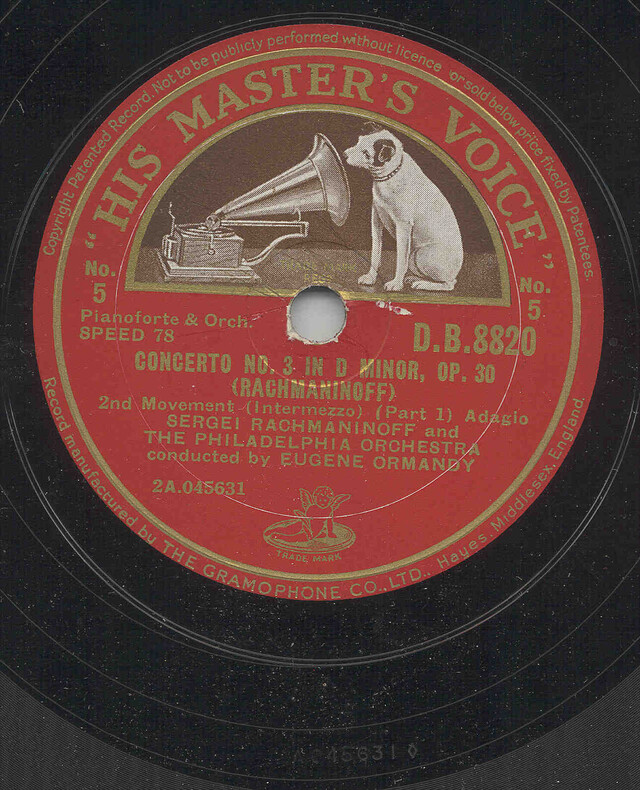 Copyright Patented Record. Not to be publicly performed without licence or sold below price fixed by Patentees.
"HIS MASTER'S VOICE"
No. 5
No. 5
Pianoforte & Orch.
SPEED 78
D.B.8820
CONCERTO NO. 3 IN D MINOR, OP. 30
(RACHMANINOFF)
2nd Movement (Intermezzo) (Part 1) Adagio
SERGEI RACHMANINOFF and
THE PHILADELPHIA ORCHESTRA
conducted by EUGENE ORMANDY
2A.045631
TRADE MARK
Record manufactured by THE GRAMOPHONE CO., LTD., Hayes, Middlesex, England.